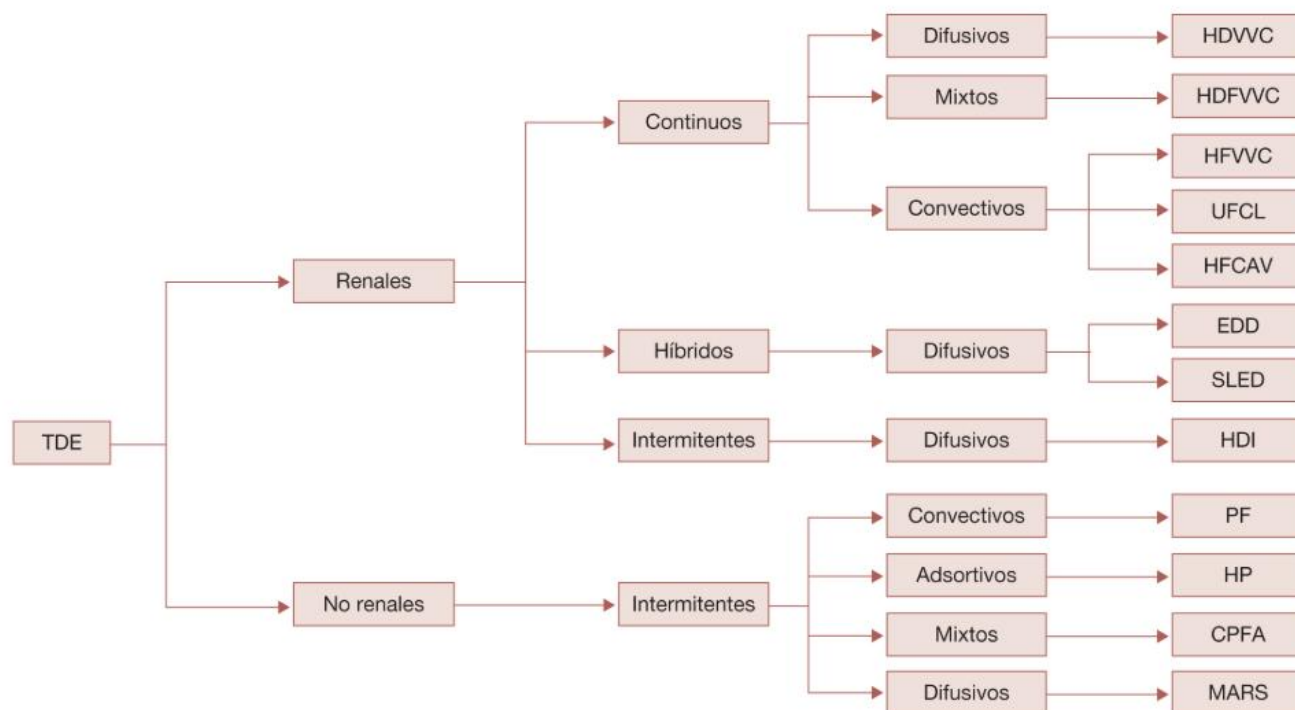 Difusivos
HDVVC
Mixtos
HDFVVC
Continuos
HFVVC
Convectivos
UFCL
HFCAV
Renales
EDD
Híbridos
Difusivos
SLED
TDE
Intermitentes
Difusivos
HDI
Convectivos
PF
Adsortivos
HP
No renales
Intermitentes
Mixtos
CPFA
Difusivos
MARS